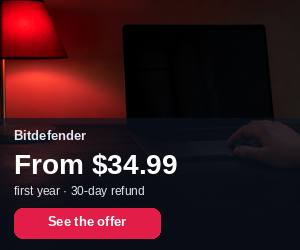 Bitdefender
From $34.99
first year · 30-day refund
See the offer